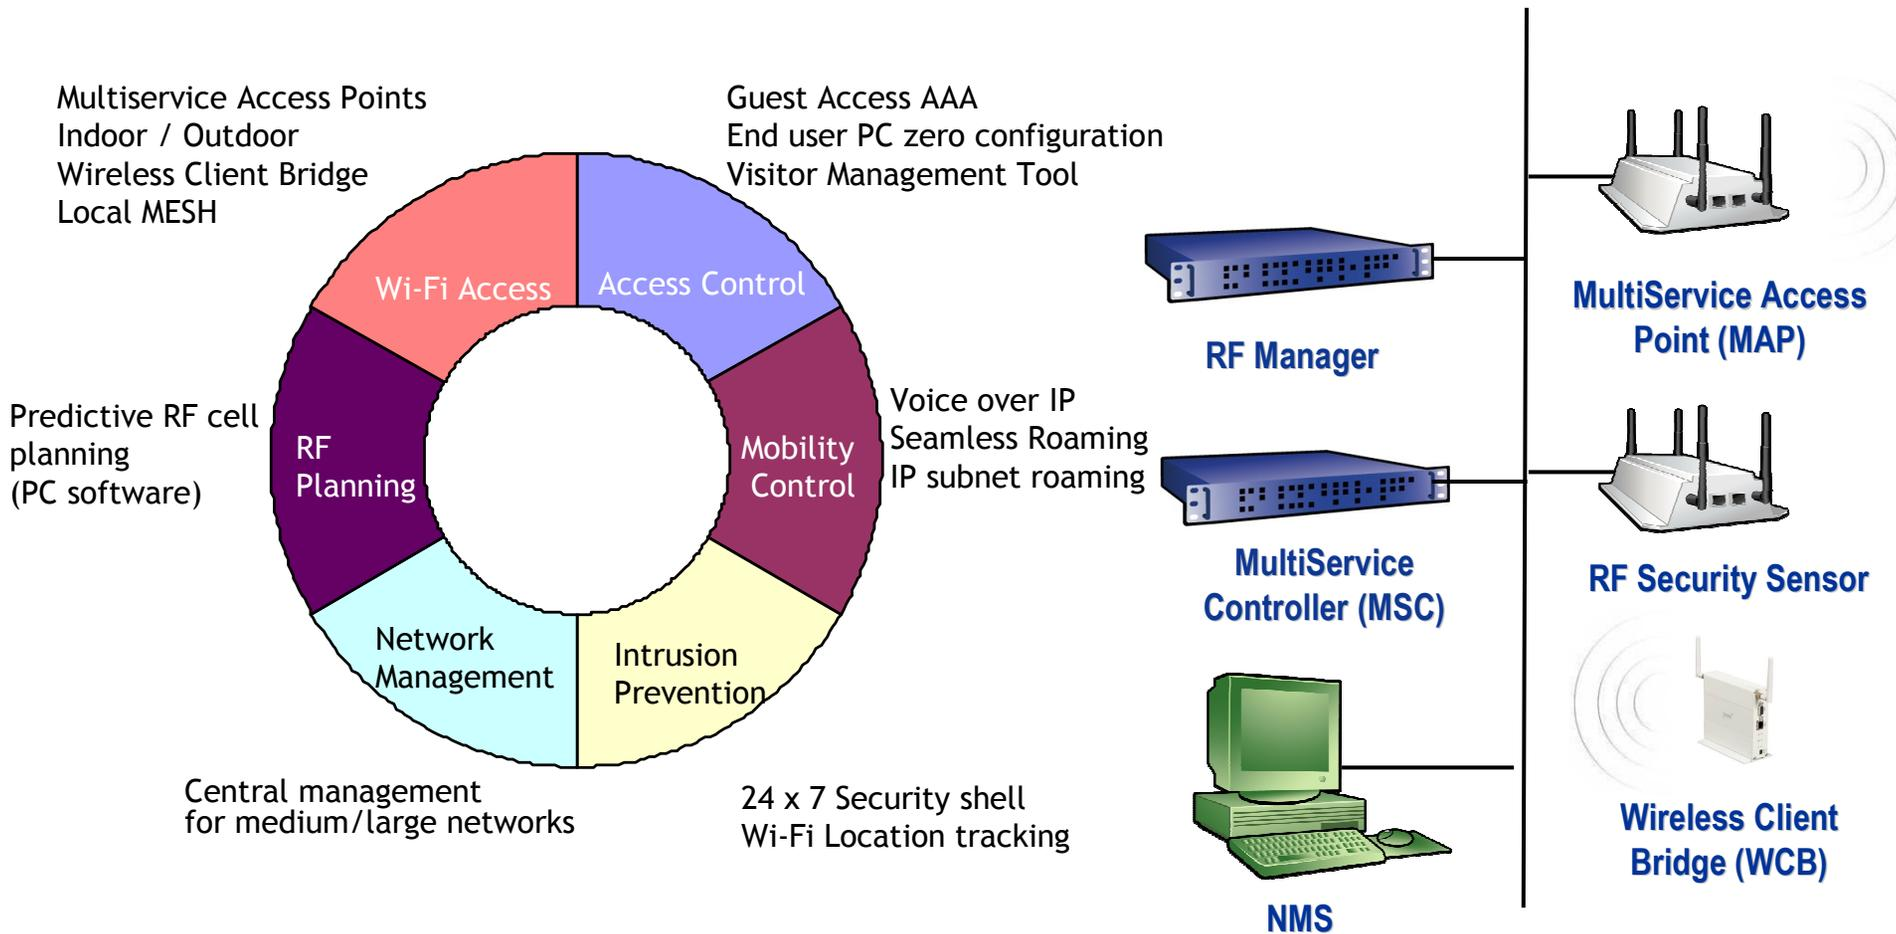 Multiservice Access Points
Indoor / Outdoor
Wireless Client Bridge
Local MESH
Guest Access AAA
End user PC zero configuration
Visitor Management Tool
Wi-Fi Access
Access Control
Predictive RF cell
planning
(PC software)
RF
Planning
Mobility
Control
Voice over IP
Seamless Roaming
IP subnet roaming
Network
Management
Intrusion
Prevention
Central management
for medium/large networks
24 x 7 Security shell
Wi-Fi Location tracking
RF Manager
MultiService Access
Point (MAP)
MultiService
Controller (MSC)
RF Security Sensor
NMS
Wireless Client
Bridge (WCB)